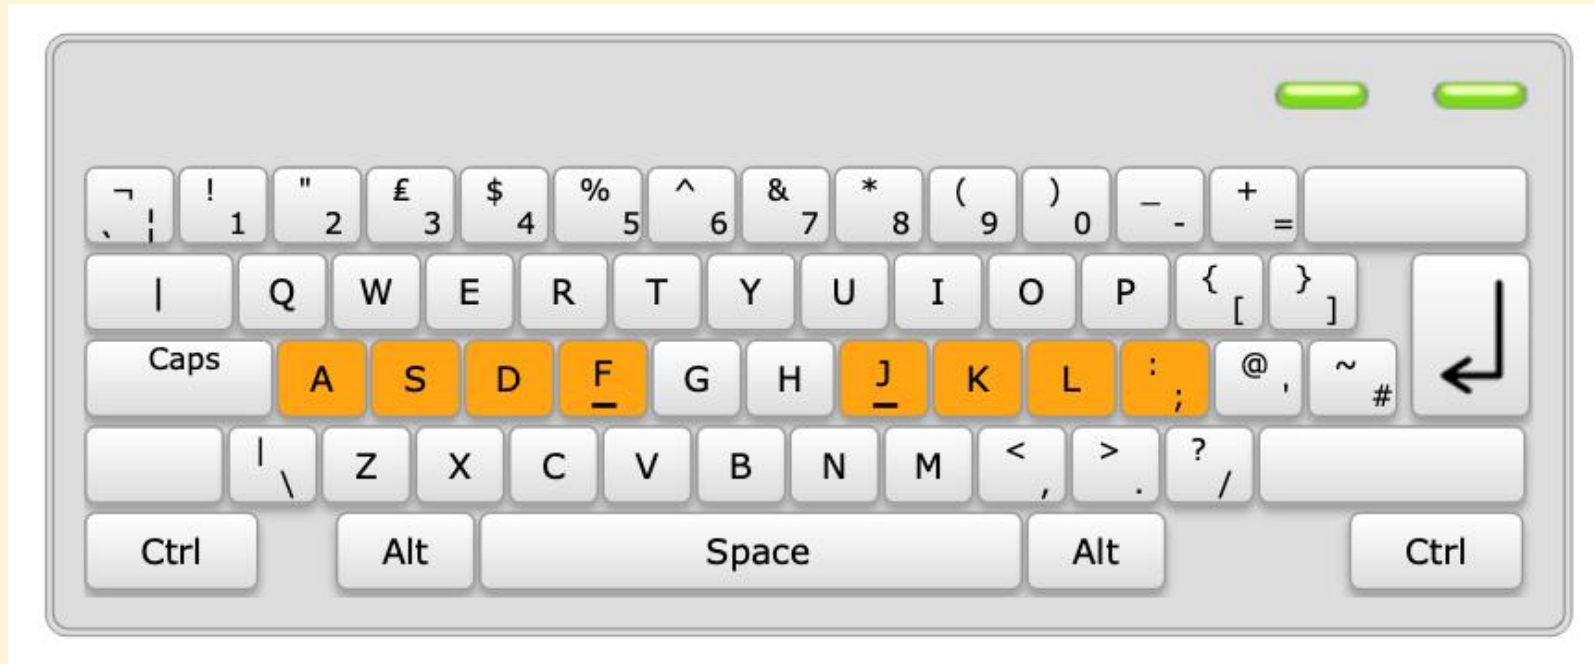 ¬ ` ¦ ! 1 " 2 £ 3 $ 4 % 5 ^ 6 & 7 * 8 ( 9 ) 0 _ - + =
| Q W E R T Y U I O P { [ } ]
Caps A S D F G H J K L : ; @ ' ~ #
| \ Z X C V B N M < , > . ? /
Ctrl Alt Space Alt Ctrl